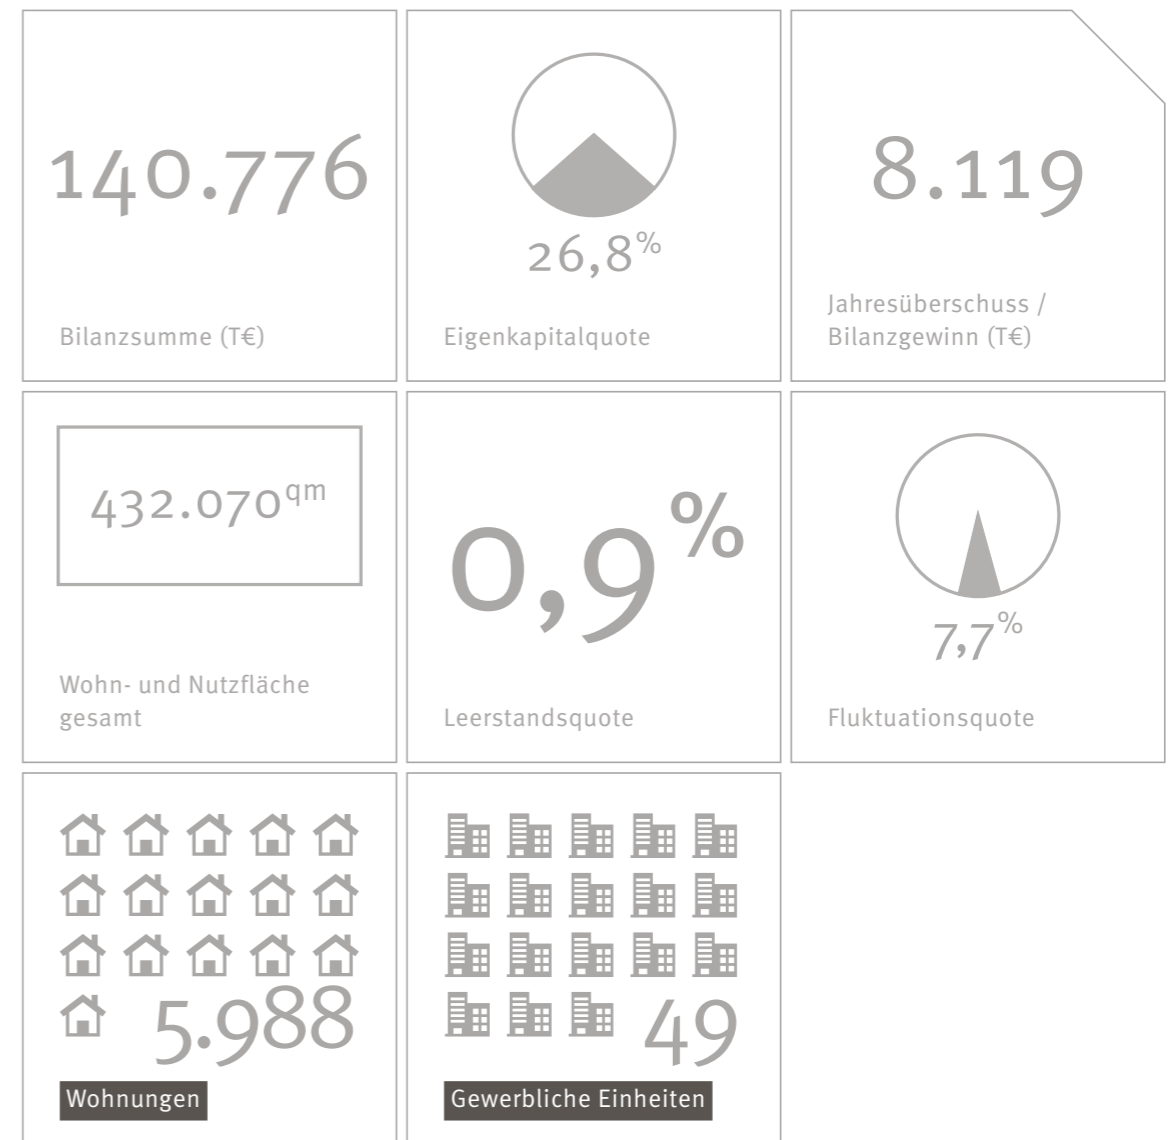 140.776
Bilanzsumme (T€)
26,8%
Eigenkapitalquote
8.119
Jahresüberschuss /
Bilanzgewinn (T€)
432.070qm
Wohn- und Nutzfläche
gesamt
0,9%
Leerstandsquote
7,7%
Fluktuationsquote
5.988
Wohnungen
49
Gewerbliche Einheiten